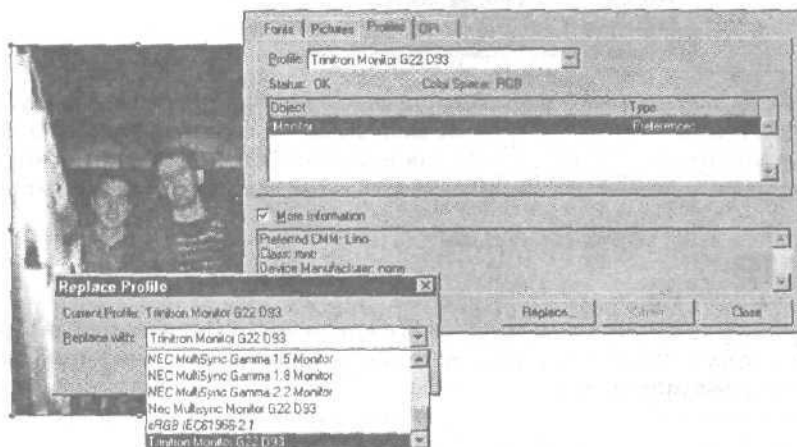 Fonts Pictures Profiles OPI
Profile: Trinitron Monitor G22 D93
Status: OK Color Space: RGB
Object Type
Monitor Preferences
More information
Preferred CMM: Lino
Class: mntr
Device Manufacturer: none
Replace... Close
Replace Profile
Current Profile: Trinitron Monitor G22 D93
Replace with: Trinitron Monitor G22 D93
NEC MultiSync Gamma 1.5 Monitor
NEC MultiSync Gamma 1.8 Monitor
NEC MultiSync Gamma 2.2 Monitor
Nec Multisync Monitor G22 D93
sRGB IEC61966-2.1
Trinitron Monitor G22 D93